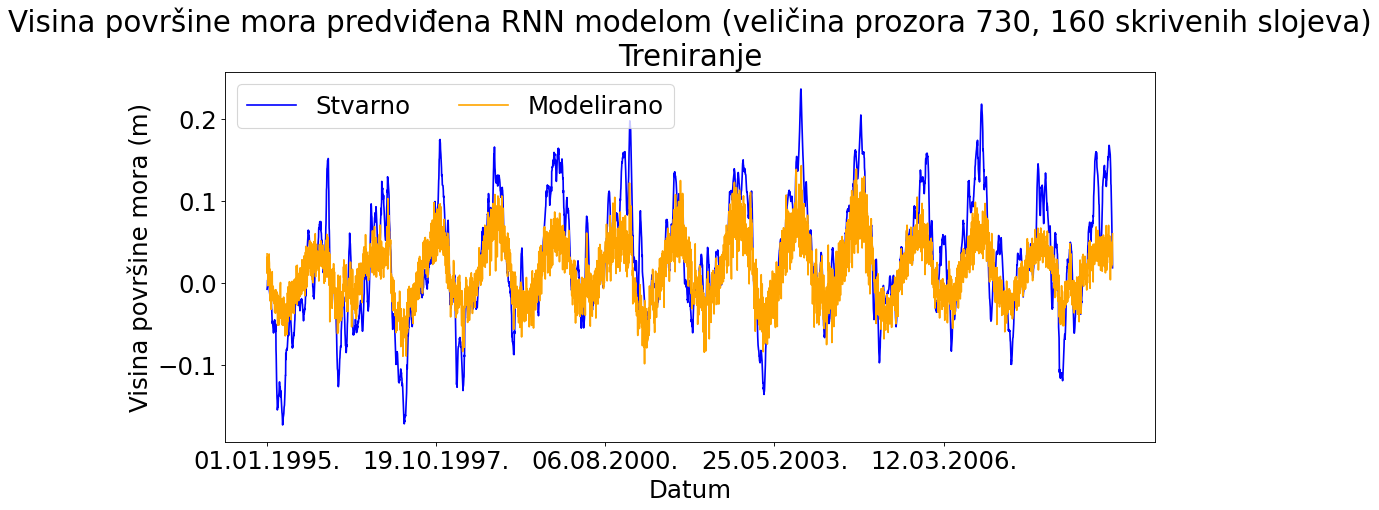 Visina površine mora predviđena RNN modelom (veličina prozora 730, 160 skrivenih slojeva)
Treniranje
Stvarno Modelirano
Visina površine mora (m)
0.2
0.1
0.0
−0.1
01.01.1995. 19.10.1997. 06.08.2000. 25.05.2003. 12.03.2006.
Datum